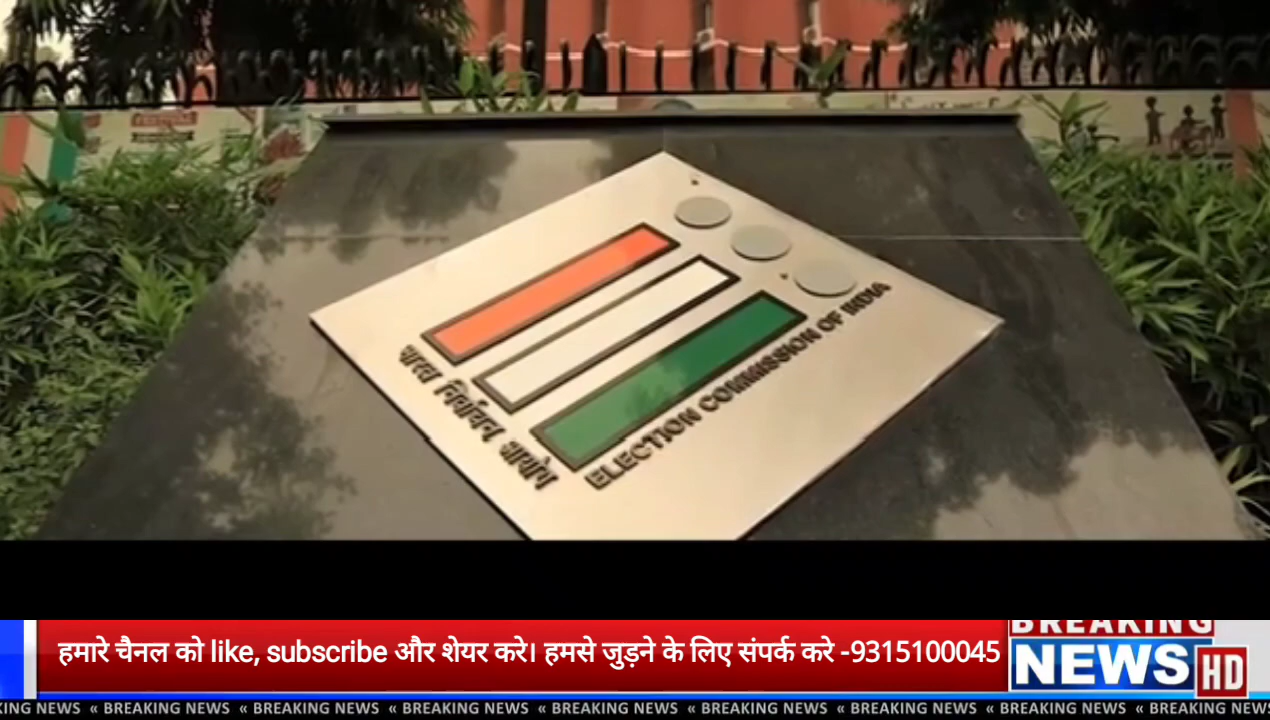 भारत निर्वाचन आयोग
ELECTION COMMISSION OF INDIA
हमारे चैनल को like, subscribe और शेयर करे। हमसे जुड़ने के लिए संपर्क करे -9315100045
BREAKING
NEWS HD
KING NEWS « BREAKING NEWS « BREAKING NEWS « BREAKING NEWS « BREAKING NEWS « BREAKING NEWS « BREAKING NEWS « BREAKING NEWS « BREAKING NEWS